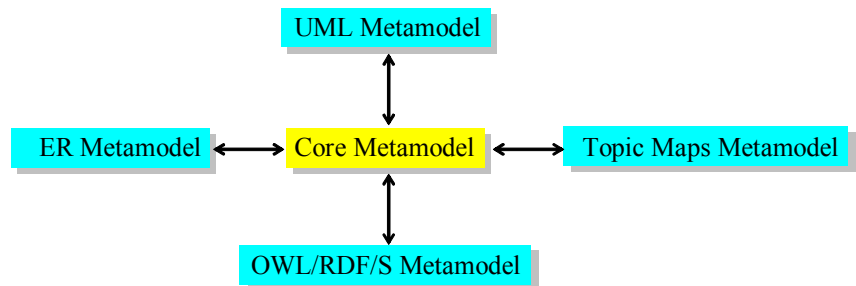 UML Metamodel
ER Metamodel
Core Metamodel
Topic Maps Metamodel
OWL/RDF/S Metamodel